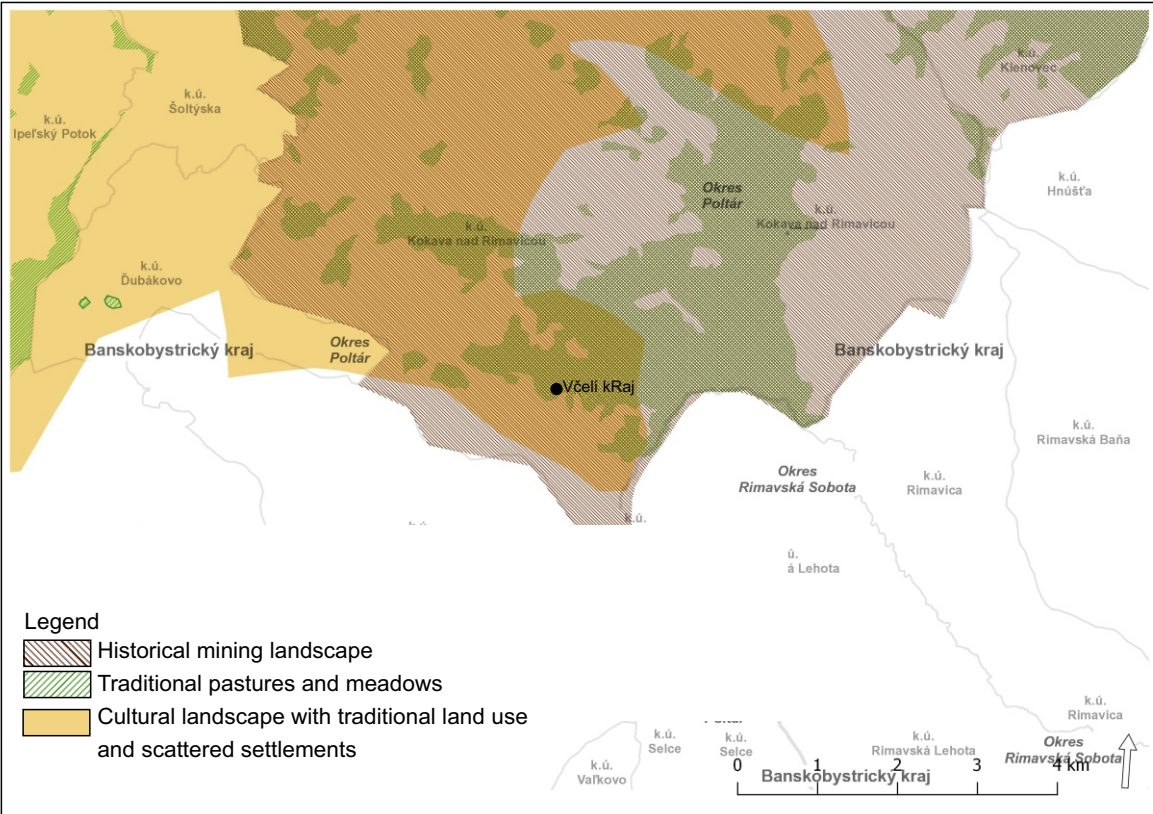 k.ú.
Klenovec
k.ú.
Šoltýska
k.ú.
Ipeľský Potok
k.ú.
Hnúšťa
Okres
Poltár
k.ú.
Kokava nad Rimavicou
k.ú.
Kokava nad Rimavicou
k.ú.
Ďubákovo
Banskobystrický kraj
Okres
Poltár
Banskobystrický kraj
Včelí kRaj
k.ú.
Rimavská Baňa
Okres
Rimavská Sobota
k.ú.
Rimavica
k.ú.
k.ú.
ú.
á Lehota
Legend
Historical mining landscape
Traditional pastures and meadows
Cultural landscape with traditional land use
and scattered settlements
k.ú.
Rimavica
Poltár
k.ú.
Selce
k.ú.
Selce
k.ú.
Rimavská Lehota
Okres
Rimavská Sobota
k.ú.
Vaľkovo
0 1 2 3 4 km
Banskobystrický kraj